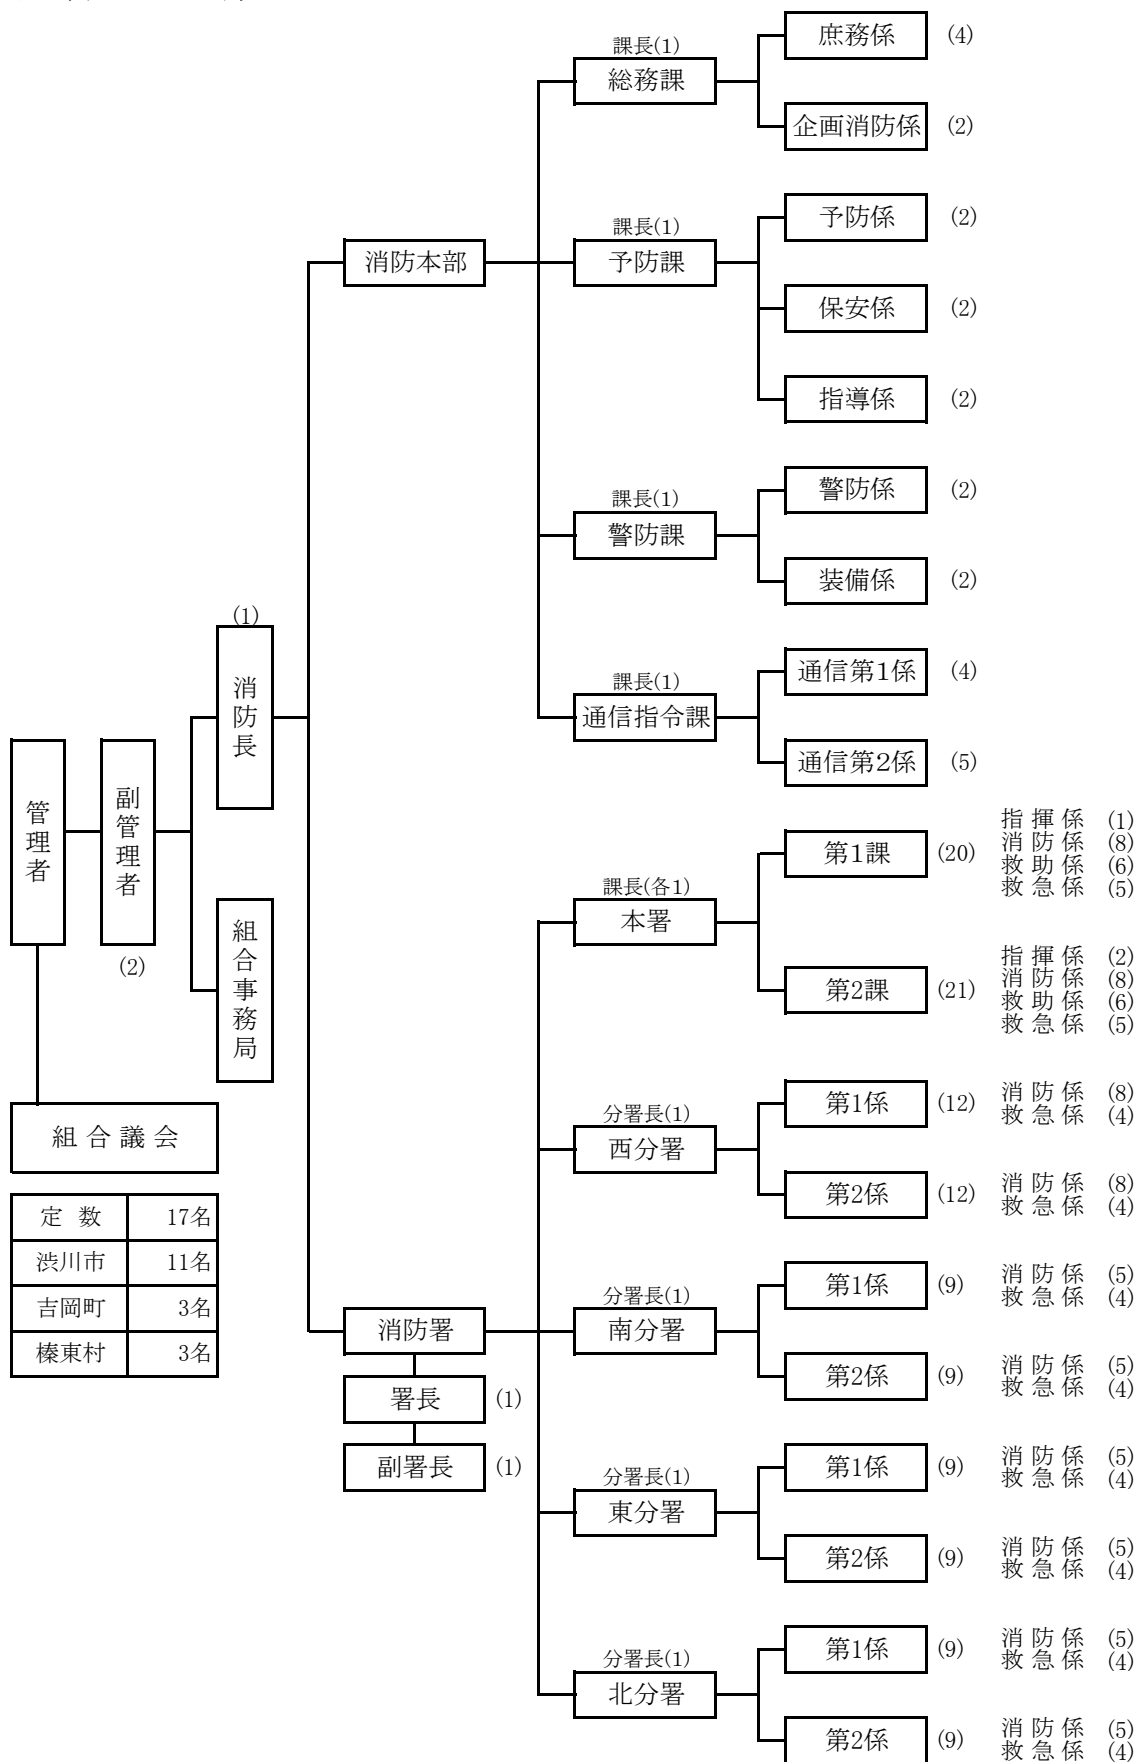 課長(1)
総務課
庶務係 (4)
企画消防係 (2)
消防本部
課長(1)
予防課
予防係 (2)
保安係 (2)
指導係 (2)
課長(1)
警防課
警防係 (2)
装備係 (2)
課長(1)
通信指令課
通信第1係 (4)
通信第2係 (5)
(1)
消防長
管理者
副管理者
(2)
組合事務局
組合議会
定数 17名
渋川市 11名
吉岡町 3名
榛東村 3名
課長(各1)
本署
第1課 (20)
指揮係 (1)
消防係 (8)
救助係 (6)
救急係 (5)
第2課 (21)
指揮係 (2)
消防係 (8)
救助係 (6)
救急係 (5)
分署長(1)
西分署
第1係 (12)
消防係 (8)
救急係 (4)
第2係 (12)
消防係 (8)
救急係 (4)
消防署
署長 (1)
副署長 (1)
分署長(1)
南分署
第1係 (9)
消防係 (5)
救急係 (4)
第2係 (9)
消防係 (5)
救急係 (4)
分署長(1)
東分署
第1係 (9)
消防係 (5)
救急係 (4)
第2係 (9)
消防係 (5)
救急係 (4)
分署長(1)
北分署
第1係 (9)
消防係 (5)
救急係 (4)
第2係 (9)
消防係 (5)
救急係 (4)